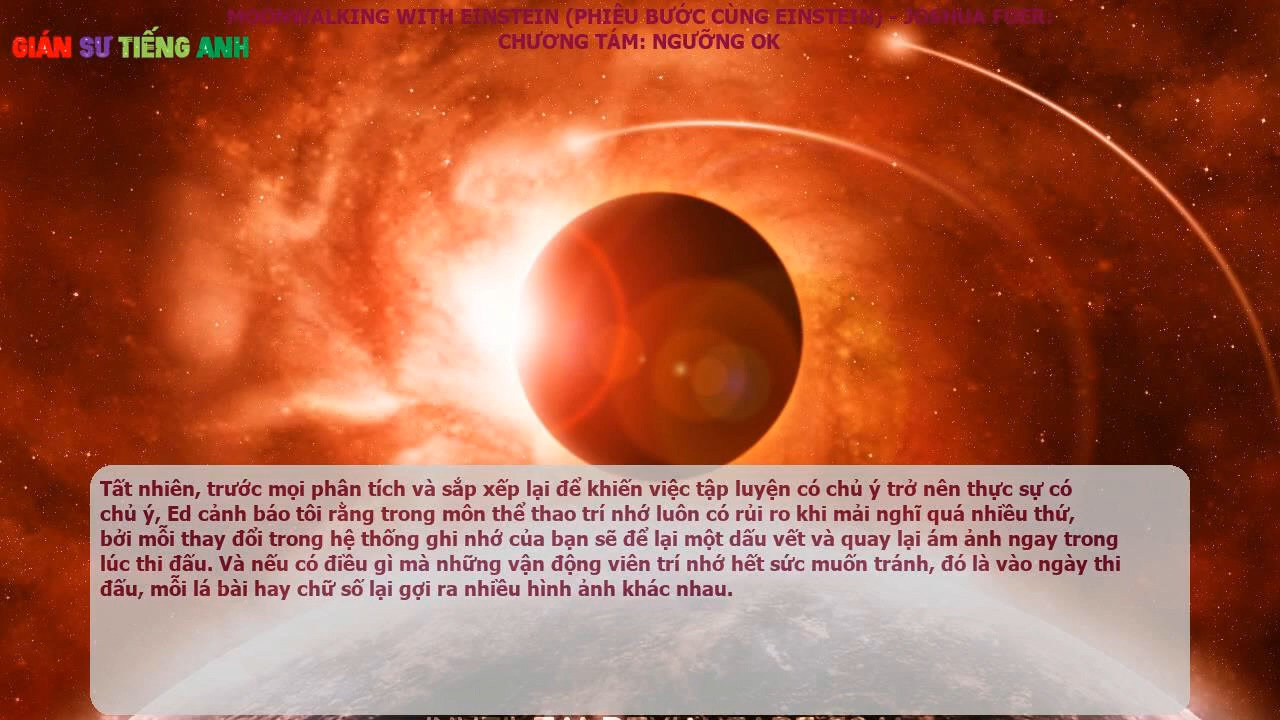 MOONWALKING WITH EINSTEIN (PHIÊU BƯỚC CÙNG EINSTEIN) - JOSHUA FOER.
CHƯƠNG TÁM: NGƯỠNG OK
GIÁN SƯ TIẾNG ANH
Tất nhiên, trước mọi phân tích và sắp xếp lại để khiến việc tập luyện có chủ ý trở nên thực sự có
chủ ý, Ed cảnh báo tôi rằng trong môn thể thao trí nhớ luôn có rủi ro khi mải nghĩ quá nhiều thứ,
bởi mỗi thay đổi trong hệ thống ghi nhớ của bạn sẽ để lại một dấu vết và quay lại ám ảnh ngay trong
lúc thi đấu. Và nếu có điều gì mà những vận động viên trí nhớ hết sức muốn tránh, đó là vào ngày thi
đấu, mỗi lá bài hay chữ số lại gợi ra nhiều hình ảnh khác nhau.